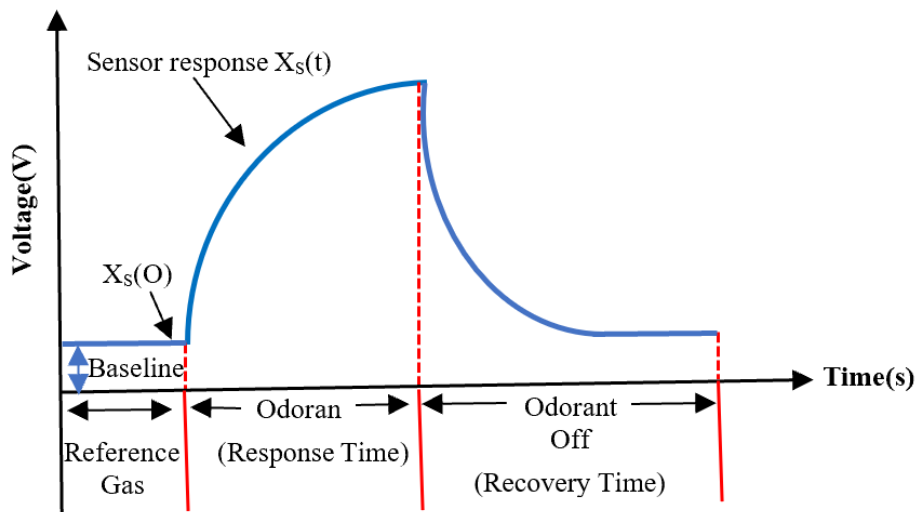 Sensor response Xs(t)
Voltage(V)
Xs(O)
Baseline
Time(s)
Odoran
Odorant
Off
Reference
Gas
(Response Time)
(Recovery Time)